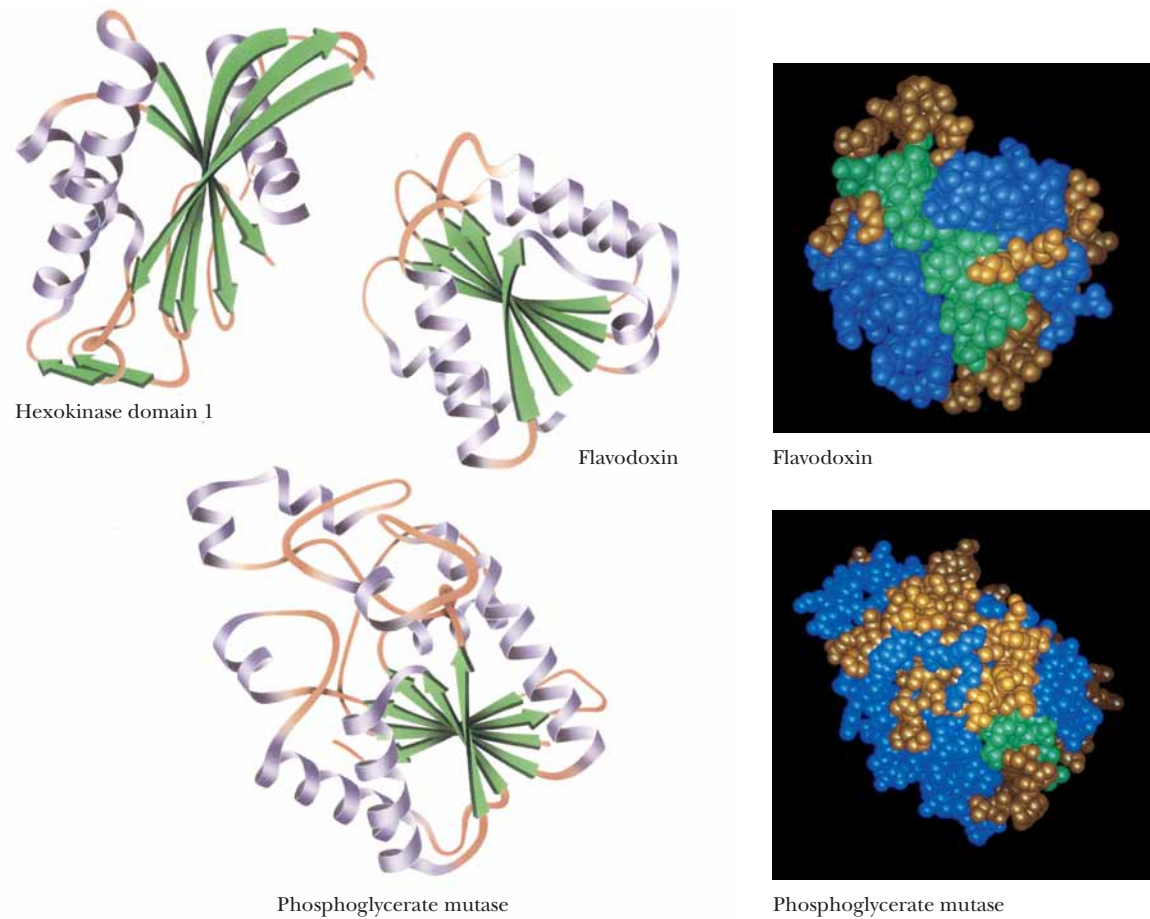 Hexokinase domain 1
Flavodoxin
Flavodoxin
Phosphoglycerate mutase
Phosphoglycerate mutase